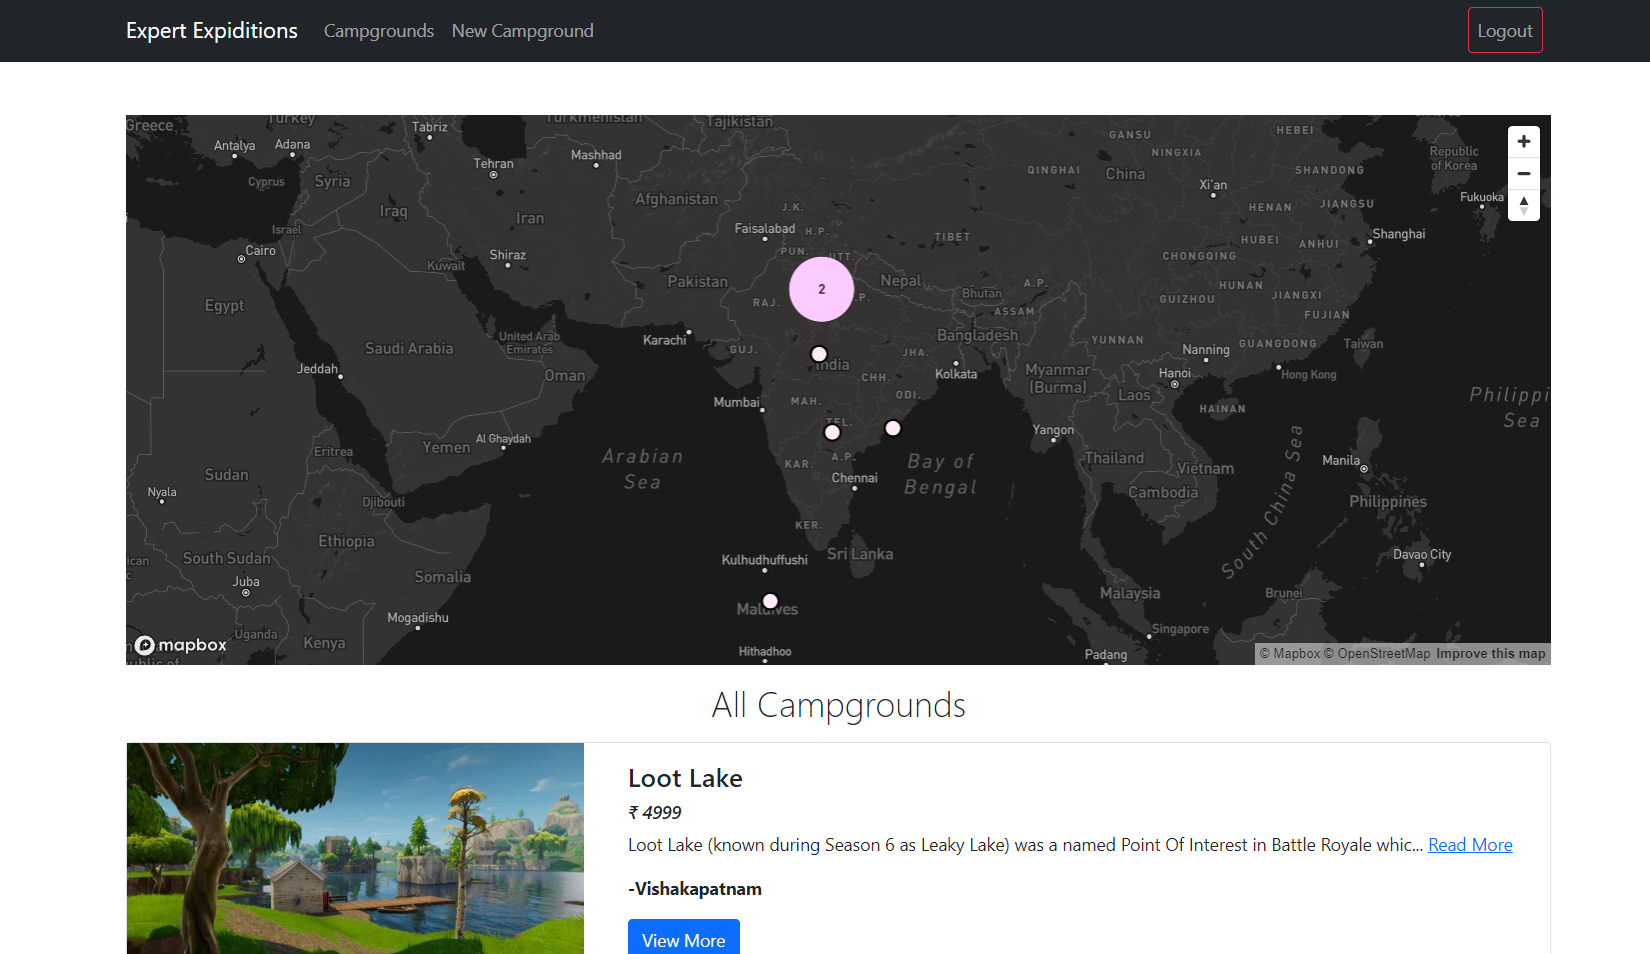 Expert Expiditions Campgrounds New Campground Logout
Greece
Turkey
Tabriz
Turkmenistan
Tajikistan
GANSU
HEBEI
Antalya
Adana
Tehran
Mashhad
NINGXIA
Republic
of Korea
Cyprus
Syria
Afghanistan
QINGHAI
China
SHANDONG
Xi'an
Iraq
Iran
J.K.
HENAN
JIANGSU
Fukuoka
Israel
Faisalabad
H.P.
TIBET
HUBEI
ANHUI
Shanghai
Cairo
Shiraz
PUN.
UTT.
CHONGQING
Kuwait
Pakistan
2
Nepal
Bhutan
A.P.
HUNAN
JIANGXI
Egypt
RAJ.
.P.
ASSAM
GUIZHOU
FUJIAN
United Arab
Emirates
Karachi
Bangladesh
YUNNAN
GUANGDONG
Taiwan
Saudi Arabia
GUJ.
JHA.
Nanning
Jeddah
Oman
India
CHH.
Kolkata
Myanmar
(Burma)
Hanoi
Hong Kong
Mumbai
MAH.
ODI.
Laos
HAINAN
Philippi
Sea
TEL.
Yangon
Al Ghaydah
Yemen
Eritrea
Arabian
Sea
KAR.
A.P.
Bay of
Bengal
Thailand
Vietnam
South China Sea
Manila
Sudan
Chennai
Cambodia
Nyala
Djibouti
Philippines
KER.
Ethiopia
South Sudan
Kulhudhuffushi
Sri Lanka
Davao City
ican
c
Juba
Somalia
Malaysia
Brunei
Mogadishu
Maldives
Uganda
Kenya
Singapore
mapbox
ublic of
Hithadhoo
Padang
© Mapbox © OpenStreetMap Improve this map
All Campgrounds
Loot Lake
₹ 4999
Loot Lake (known during Season 6 as Leaky Lake) was a named Point Of Interest in Battle Royale whic... Read More
-Vishakapatnam
View More